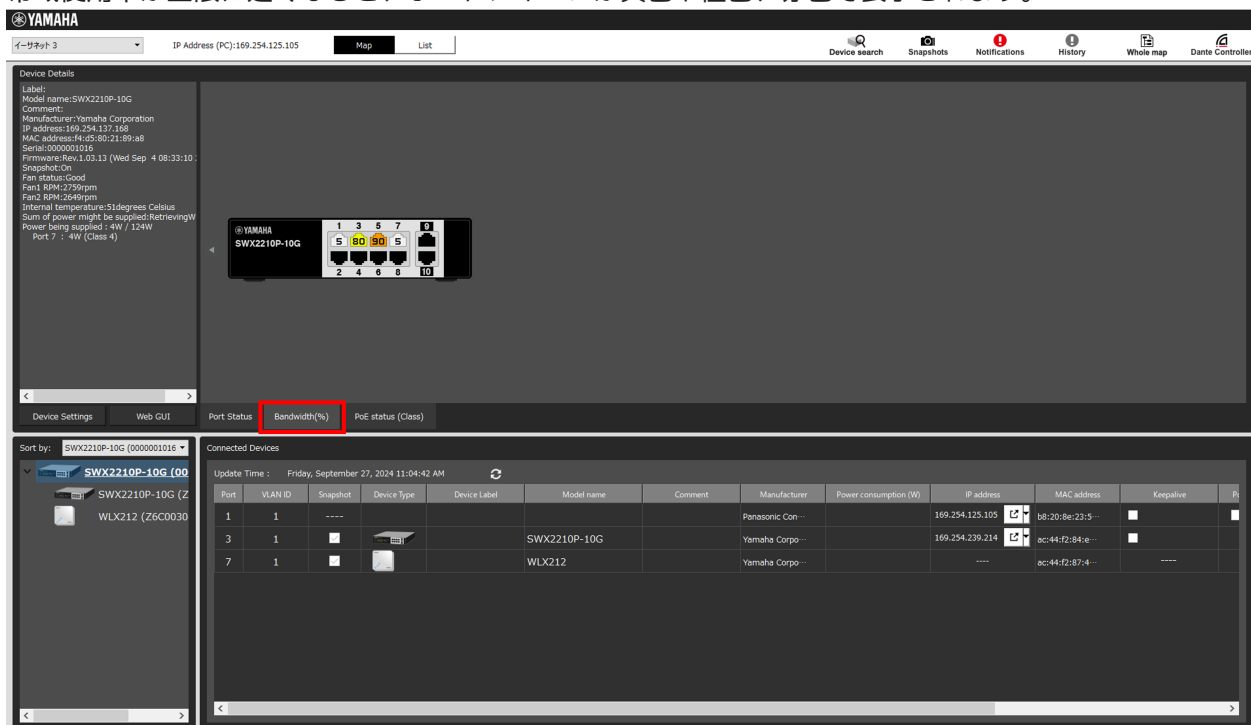 YAMAHA
イーサネット 3
IP Address (PC):169.254.125.105
Map
List
Device search
Snapshots
Notifications
History
Whole map
Dante Controller
Device Details
Label:
Model name:SWX2210P-10G
Comment:
Manufacturer:Yamaha Corporation
IP address:169.254.137.168
MAC address:f4:d5:80:21:89:a8
Serial:0000001016
Firmware:Rev.1.03.13 (Wed Sep 4 08:33:10
Snapshot:On
Fan status:Good
Fan1 RPM:2759rpm
Fan2 RPM:2649rpm
Internal temperature:51degrees Celsius
Sum of power might be supplied:RetrievingW
Power being supplied : 4W / 124W
Port 7 : 4W (Class 4)
YAMAHA
SWX2210P-10G
1 3 5 7 9
5 80 90 5
2 4 6 8 10
Device Settings
Web GUI
Port Status
Bandwidth(%)
PoE status (Class)
Sort by:
SWX2210P-10G (0000001016
SWX2210P-10G (00
SWX2210P-10G (Z
WLX212 (Z6C0030
Connected Devices
Update Time : Friday, September 27, 2024 11:04:42 AM
Port VLAN ID Snapshot Device Type Device Label Model name Comment Manufacturer Power consumption (W) IP address MAC address Keepalive
1 1 ---- Panasonic Con··· 169.254.125.105 b8:20:8e:23:5···
3 1 SWX2210P-10G Yamaha Corpo··· 169.254.239.214 ac:44:f2:84:e···
7 1 WLX212 Yamaha Corpo··· ---- ac:44:f2:87:4··· ----